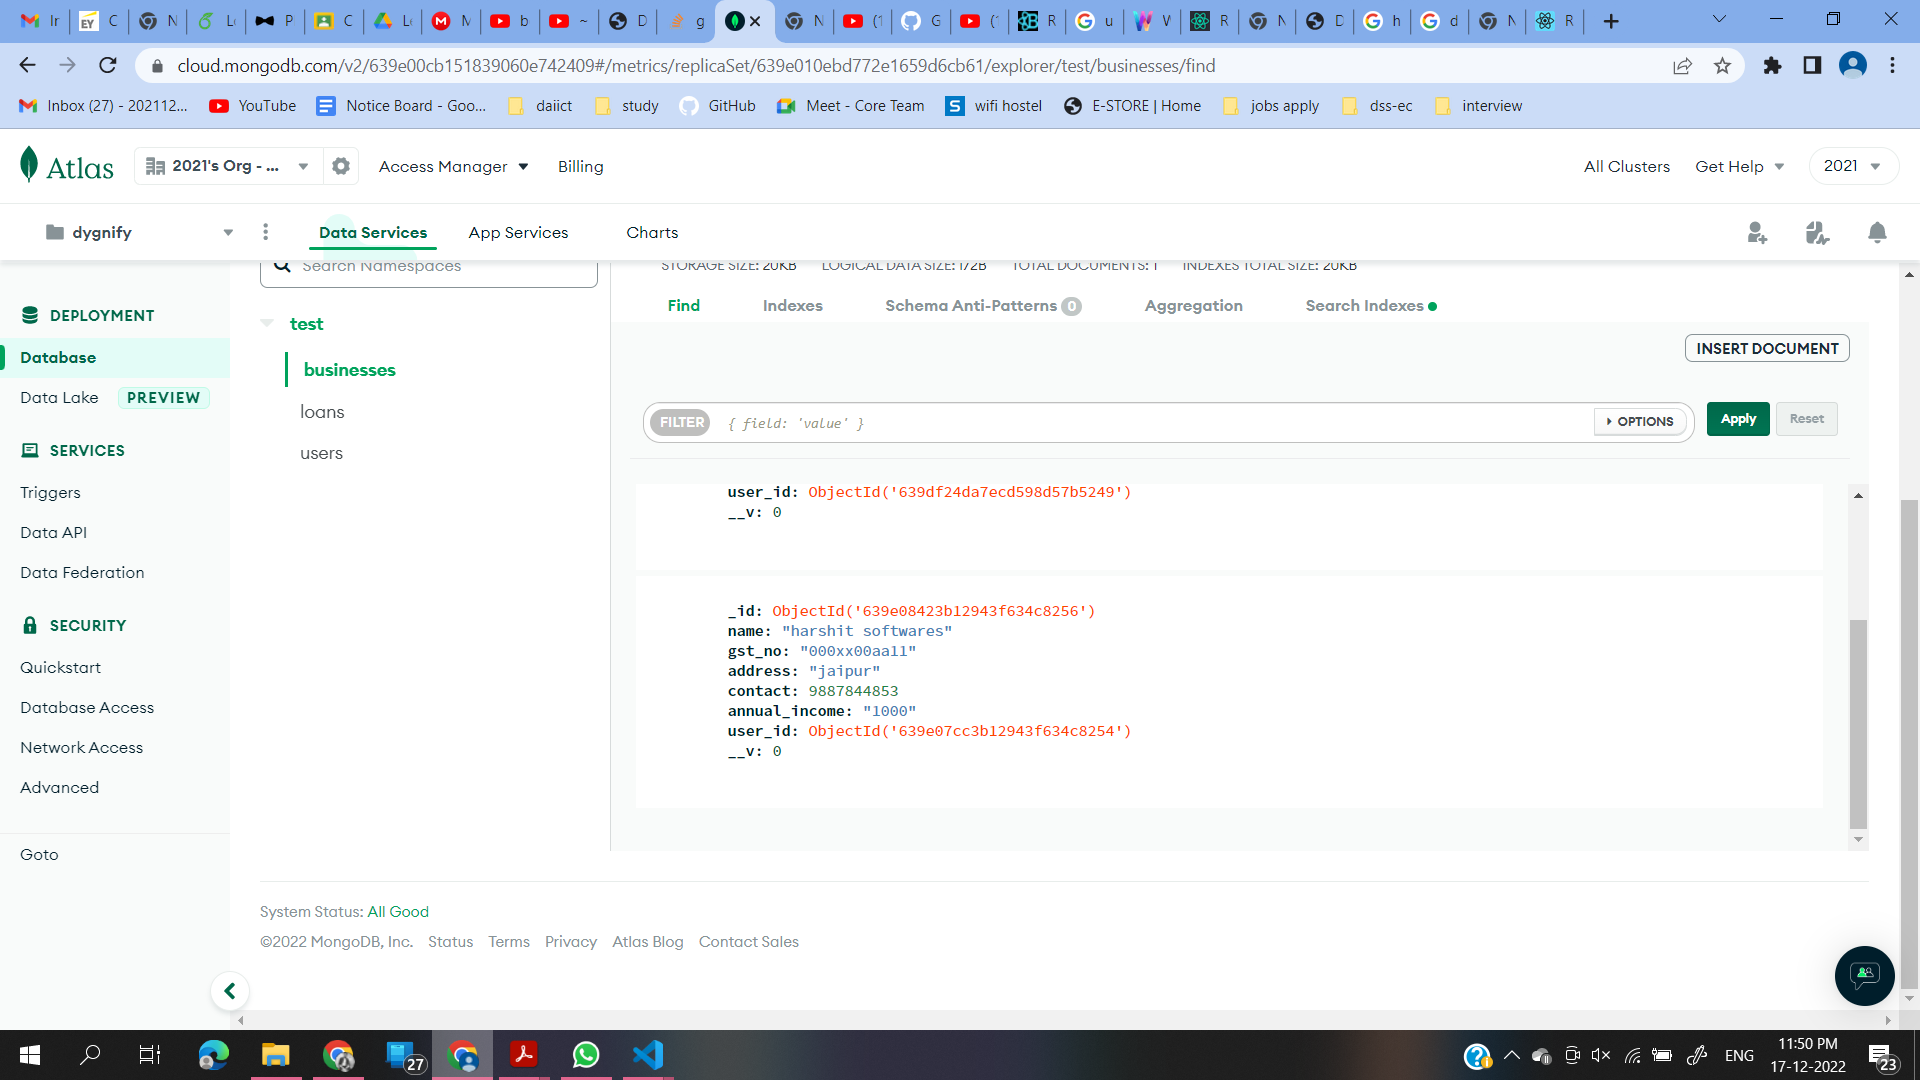 cloud.mongodb.com/v2/639e00cb151839060e742409#/metrics/replicaSet/639e010ebd772e1659d6cb61/explorer/test/businesses/find
Inbox (27) - 202112... YouTube Notice Board - Goo... daiict study GitHub Meet - Core Team wifi hostel E-STORE | Home jobs apply dss-ec interview
Atlas 2021's Org - ... Access Manager Billing All Clusters Get Help 2021
dygnify Data Services App Services Charts
Search Namespaces STORAGE SIZE: 20KB LOGICAL DATA SIZE: 172B TOTAL DOCUMENTS: 1 INDEXES TOTAL SIZE: 20KB
Find Indexes Schema Anti-Patterns 0 Aggregation Search Indexes
DEPLOYMENT
Database
Data Lake PREVIEW
SERVICES
Triggers
Data API
Data Federation
SECURITY
Quickstart
Database Access
Network Access
Advanced
Goto
test
businesses
loans
users
INSERT DOCUMENT
FILTER { field: 'value' } OPTIONS Apply Reset
user_id: ObjectId('639df24da7ecd598d57b5249')
__v: 0
_id: ObjectId('639e08423b12943f634c8256')
name: "harshit softwares"
gst_no: "000xx00aa11"
address: "jaipur"
contact: 9887844853
annual_income: "1000"
user_id: ObjectId('639e07cc3b12943f634c8254')
__v: 0
System Status: All Good
©2022 MongoDB, Inc. Status Terms Privacy Atlas Blog Contact Sales
27 ENG 11:50 PM
17-12-2022 23